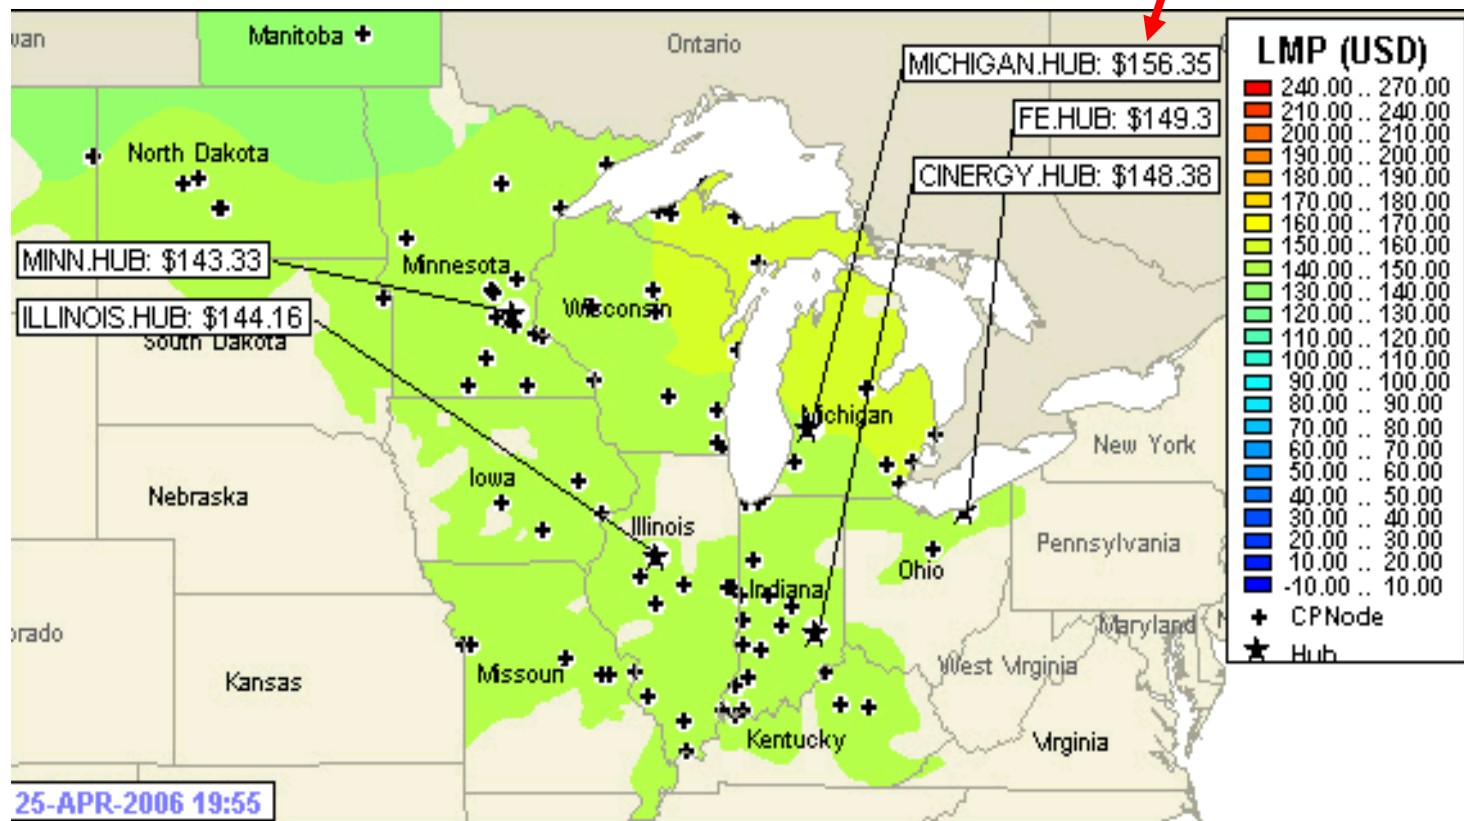 van
Manitoba
Ontario
MICHIGAN.HUB: $156.35
FE.HUB: $149.3
North Dakota
CINERGY.HUB: $148.38
MINN.HUB: $143.33
Minnesota
ILLINOIS.HUB: $144.16
Wisconsin
South Dakota
Michigan
New York
Iowa
Nebraska
Illinois
Pennsylvania
Ohio
Indiana
Maryland
N
orado
West Virginia
Missouri
Kansas
Kentucky
Virginia
25-APR-2006 19:55
LMP (USD)
240.00 .. 270.00
210.00 .. 240.00
200.00 .. 210.00
190.00 .. 200.00
180.00 .. 190.00
170.00 .. 180.00
160.00 .. 170.00
150.00 .. 160.00
140.00 .. 150.00
130.00 .. 140.00
120.00 .. 130.00
110.00 .. 120.00
100.00 .. 110.00
90.00 .. 100.00
80.00 .. 90.00
70.00 .. 80.00
60.00 .. 70.00
50.00 .. 60.00
40.00 .. 50.00
30.00 .. 40.00
20.00 .. 30.00
10.00 .. 20.00
-10.00 .. 10.00
CPNode
Hub